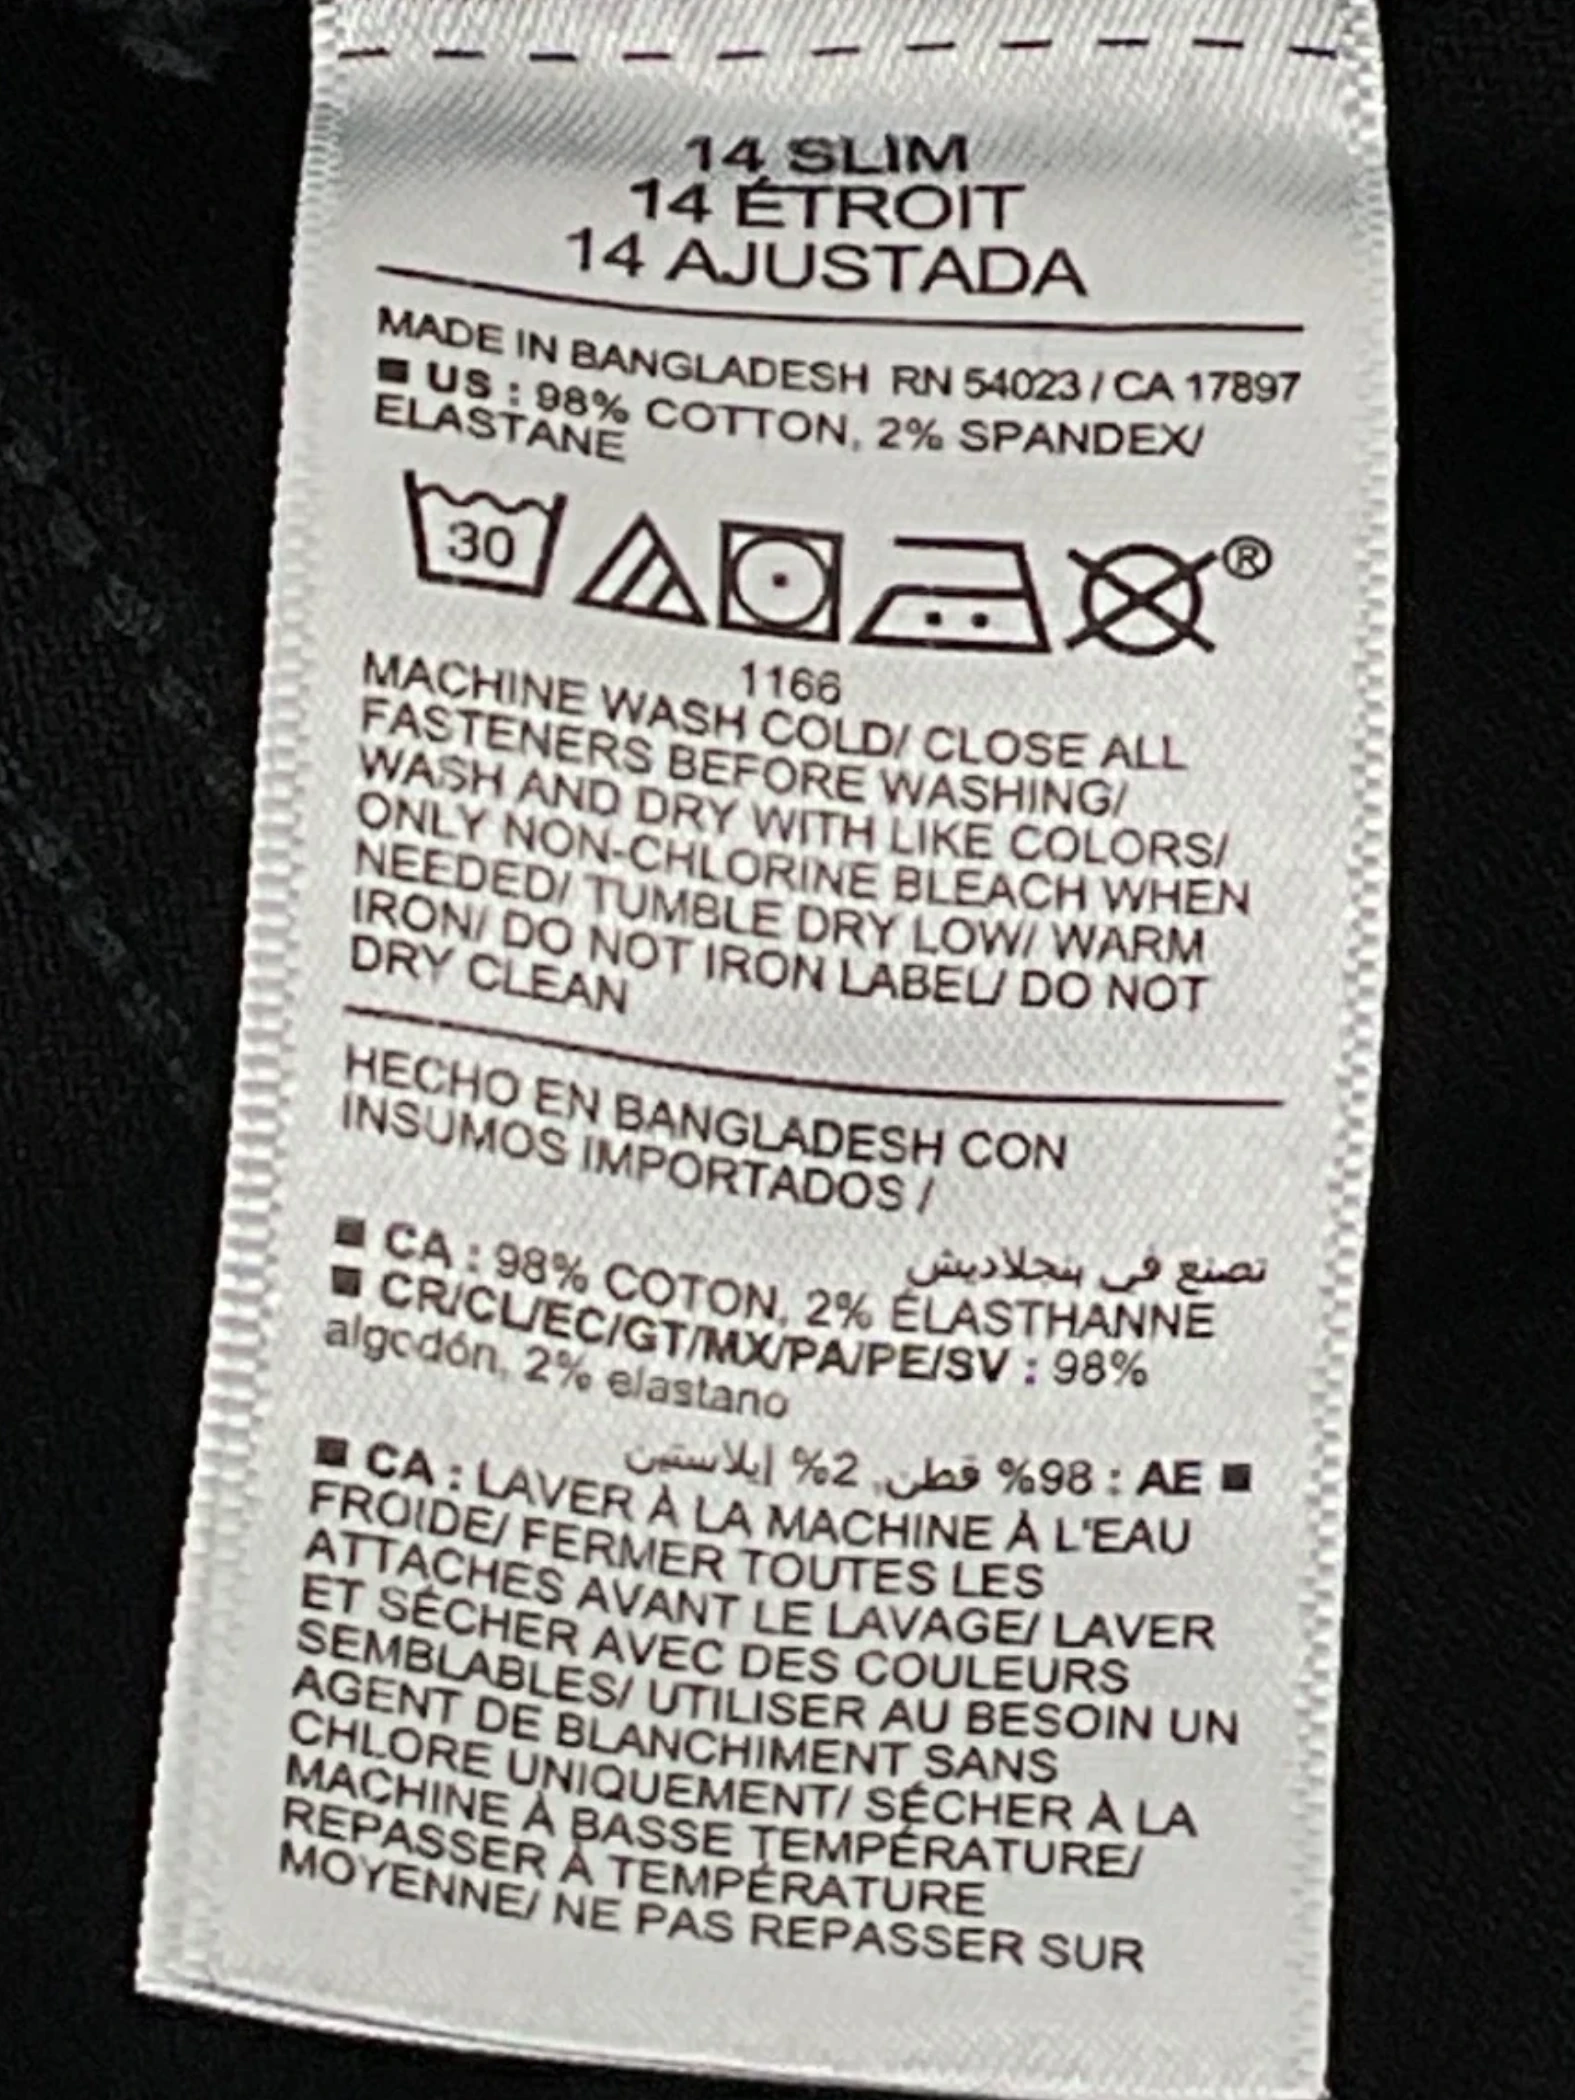 14 SLIM
14 ÉTROIT
14 AJUSTADA
MADE IN BANGLADESH RN 54023 / CA 17897
■ US : 98% COTTON, 2% SPANDEX/
ELASTANE
30
®
1166
MACHINE WASH COLD/ CLOSE ALL
FASTENERS BEFORE WASHING/
WASH AND DRY WITH LIKE COLORS/
ONLY NON-CHLORINE BLEACH WHEN
NEEDED/ TUMBLE DRY LOW/ WARM
IRON/ DO NOT IRON LABEL/ DO NOT
DRY CLEAN
HECHO EN BANGLADESH CON
INSUMOS IMPORTADOS /
تصنع في بنجلاديش
■ CA : 98% COTON, 2% ÉLASTHANNE
■ CR/CL/EC/GT/MX/PA/PE/SV : 98%
algodón, 2% elastano
■ AE : 98% قطن, 2% إيلاستين
■ CA : LAVER À LA MACHINE À L'EAU
FROIDE/ FERMER TOUTES LES
ATTACHES AVANT LE LAVAGE/ LAVER
ET SÉCHER AVEC DES COULEURS
SEMBLABLES/ UTILISER AU BESOIN UN
AGENT DE BLANCHIMENT SANS
CHLORE UNIQUEMENT/ SÉCHER À LA
MACHINE À BASSE TEMPÉRATURE/
REPASSER À TEMPÉRATURE
MOYENNE/ NE PAS REPASSER SUR